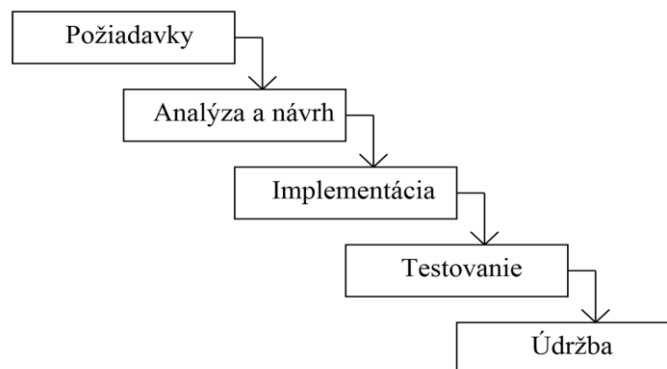 Požiadavky
Analýza a návrh
Implementácia
Testovanie
Údržba